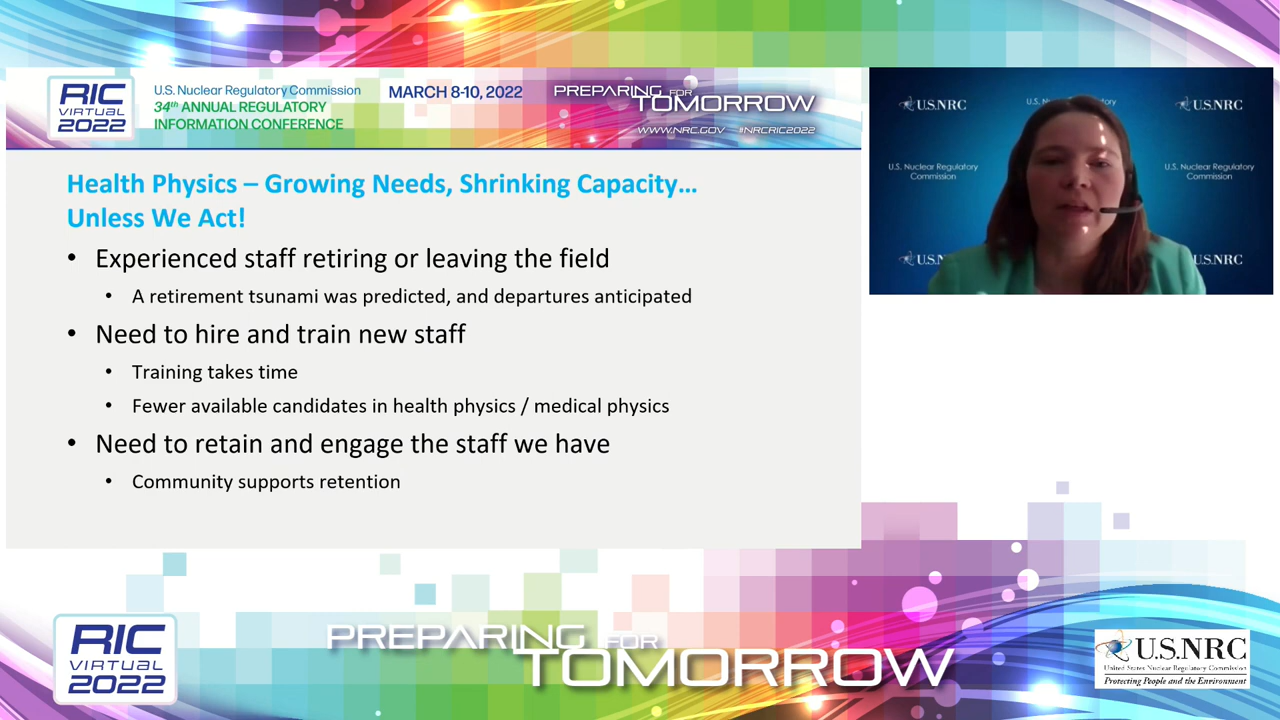 RIC
VIRTUAL
2022
U.S. Nuclear Regulatory Commission
34th ANNUAL REGULATORY
INFORMATION CONFERENCE
MARCH 8-10, 2022
PREPARING FOR
TOMORROW
WWW.NRC.GOV #NRCRIC2022
Health Physics – Growing Needs, Shrinking Capacity…
Unless We Act!
• Experienced staff retiring or leaving the field
• A retirement tsunami was predicted, and departures anticipated
• Need to hire and train new staff
• Training takes time
• Fewer available candidates in health physics / medical physics
• Need to retain and engage the staff we have
• Community supports retention
U.S.NRC
U.S.NRC
U.S. Nuclear Regulatory
Commission
U.S. Nuclear Regulatory
Commission
U.S.NRC
RIC
VIRTUAL
2022
PREPARING FOR
TOMORROW
U.S.NRC
United States Nuclear Regulatory Commission
Protecting People and the Environment